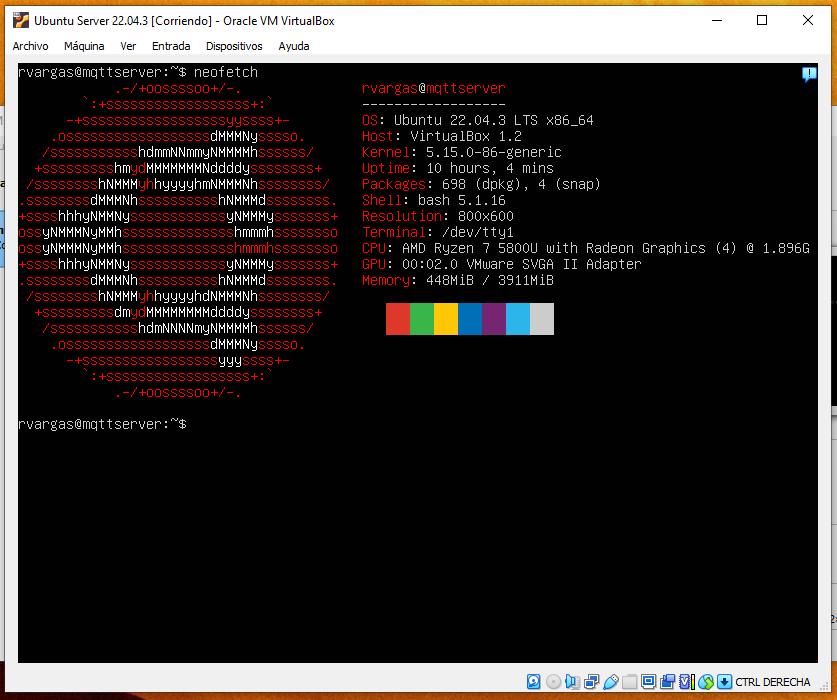 Ubuntu Server 22.04.3 [Corriendo] - Oracle VM VirtualBox
Archivo Máquina Ver Entrada Dispositivos Ayuda
rvargas@mqttserver:~$ neofetch
.-/+oossssoo+/-.
`:+ssssssssssssssssss+:`
-+ssssssssssssssssssyyssss+-
.ossssssssssssssssssdMMMNysssso.
/ssssssssssshdmmNNmmyNMMMMhssssss/
+ssssssssshmydMMMMMMMNddddyssssssss+
/sssssssshNMMMyhhyyyyhmNMMMNhssssssss/
.ssssssssdMMMNhsssssssssshNMMMdssssssss.
+sssshhhyNMMNyssssssssssssyNMMMysssssss+
ossyNMMMNyMMhsssssssssssssshmmmhssssssso
ossyNMMMNyMMhsssssssssssssshmmmhssssssso
+sssshhhyNMMNyssssssssssssyNMMMysssssss+
.ssssssssdMMMNhsssssssssshNMMMdssssssss.
/sssssssshNMMMyhhyyyyhdNMMMNhssssssss/
+sssssssssdmydMMMMMMMMddddyssssssss+
/ssssssssssshdmNNNNmyNMMMMhssssss/
.ossssssssssssssssssdMMMNysssso.
-+sssssssssssssssssyyyssss+-
`:+ssssssssssssssssss+:`
.-/+oossssoo+/-.
rvargas@mqttserver
------------------
OS: Ubuntu 22.04.3 LTS x86_64
Host: VirtualBox 1.2
Kernel: 5.15.0-86-generic
Uptime: 10 hours, 4 mins
Packages: 698 (dpkg), 4 (snap)
Shell: bash 5.1.16
Resolution: 800x600
Terminal: /dev/tty1
CPU: AMD Ryzen 7 5800U with Radeon Graphics (4) @ 1.896G
GPU: 00:02.0 VMware SVGA II Adapter
Memory: 448MiB / 3911MiB
rvargas@mqttserver:~$
CTRL DERECHA